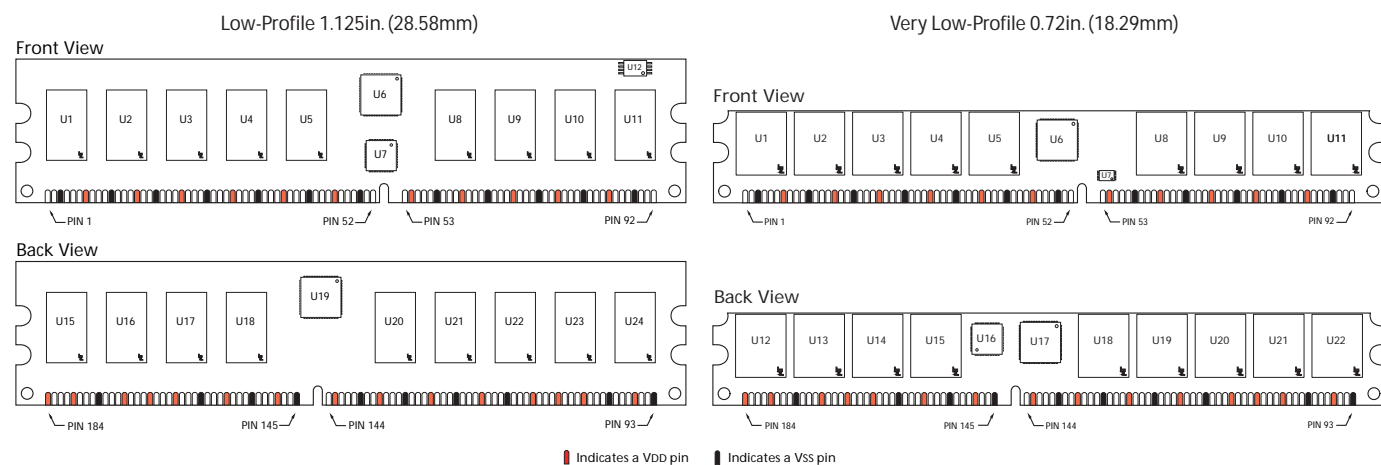 Low-Profile 1.125in. (28.58mm)
Front View
U1 U2 U3 U4 U5 U6 U7 U8 U9 U10 U11 U12
PIN 1 PIN 52 PIN 53 PIN 92
Back View
U15 U16 U17 U18 U19 U20 U21 U22 U23 U24
PIN 184 PIN 145 PIN 144 PIN 93
Very Low-Profile 0.72in. (18.29mm)
Front View
U1 U2 U3 U4 U5 U6 U7 U8 U9 U10 U11
PIN 1 PIN 52 PIN 53 PIN 92
Back View
U12 U13 U14 U15 U16 U17 U18 U19 U20 U21 U22
PIN 184 PIN 145 PIN 144 PIN 93
Indicates a VDD pin Indicates a VSS pin